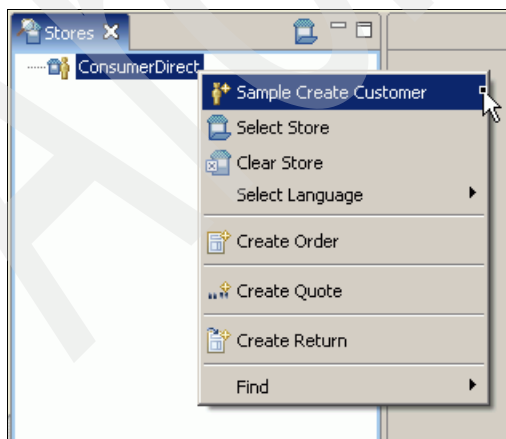 Stores
ConsumerDirect
Sample Create Customer
Select Store
Clear Store
Select Language
Create Order
Create Quote
Create Return
Find